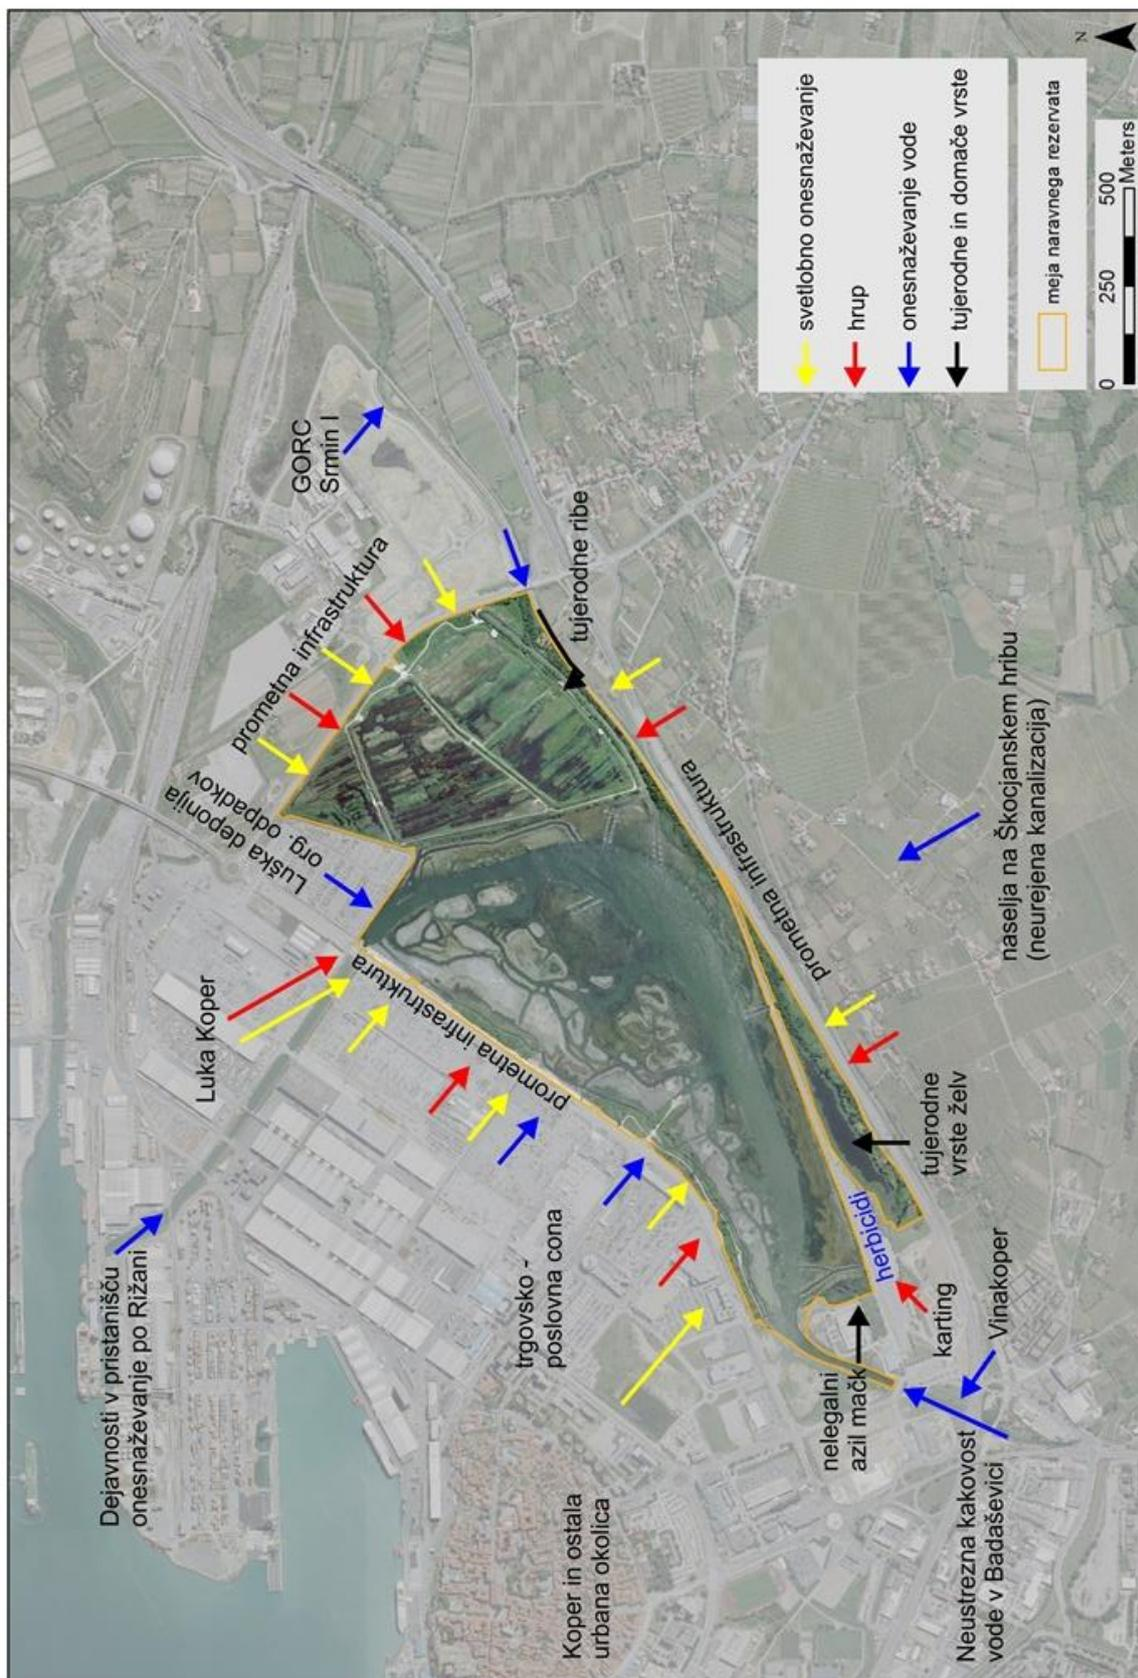 Dejavnosti v pristanišču
onesnaževanje po Rižani
Luka Koper
Luška deponija
org. odpadkov
prometna infrastruktura
GORC
Srmin I
Koper in ostala
urbana okolica
trgovsko -
poslovna cona
prometna infrastruktura
tujerodne ribe
prometna infrastruktura
nelegalni
azil mačk
herbicidi
karting
tujerodne
vrste želv
Neustrezna kakovost
vode v Badaševici
Vinakoper
naselja na Škocjanskem hribu
(neurejena kanalizacija)
svetlobno onesnaževanje
hrup
onesnaževanje vode
tujerodne in domače vrste
meja naravnega rezervata
0 250 500
Meters
N